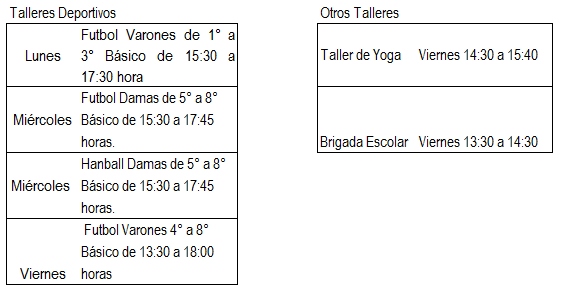 Talleres Deportivos
Lunes
Futbol Varones de 1° a
3° Básico de 15:30 a
17:30 hora
Miércoles
Futbol Damas de 5° a 8°
Básico de 15:30 a 17:45
horas.
Miércoles
Hanball Damas de 5° a 8°
Básico de 15:30 a 17:45
horas.
Viernes
Futbol Varones 4° a 8°
Básico de 13:30 a 18:00
horas
Otros Talleres
Taller de Yoga Viernes 14:30 a 15:40
Brigada Escolar Viernes 13:30 a 14:30